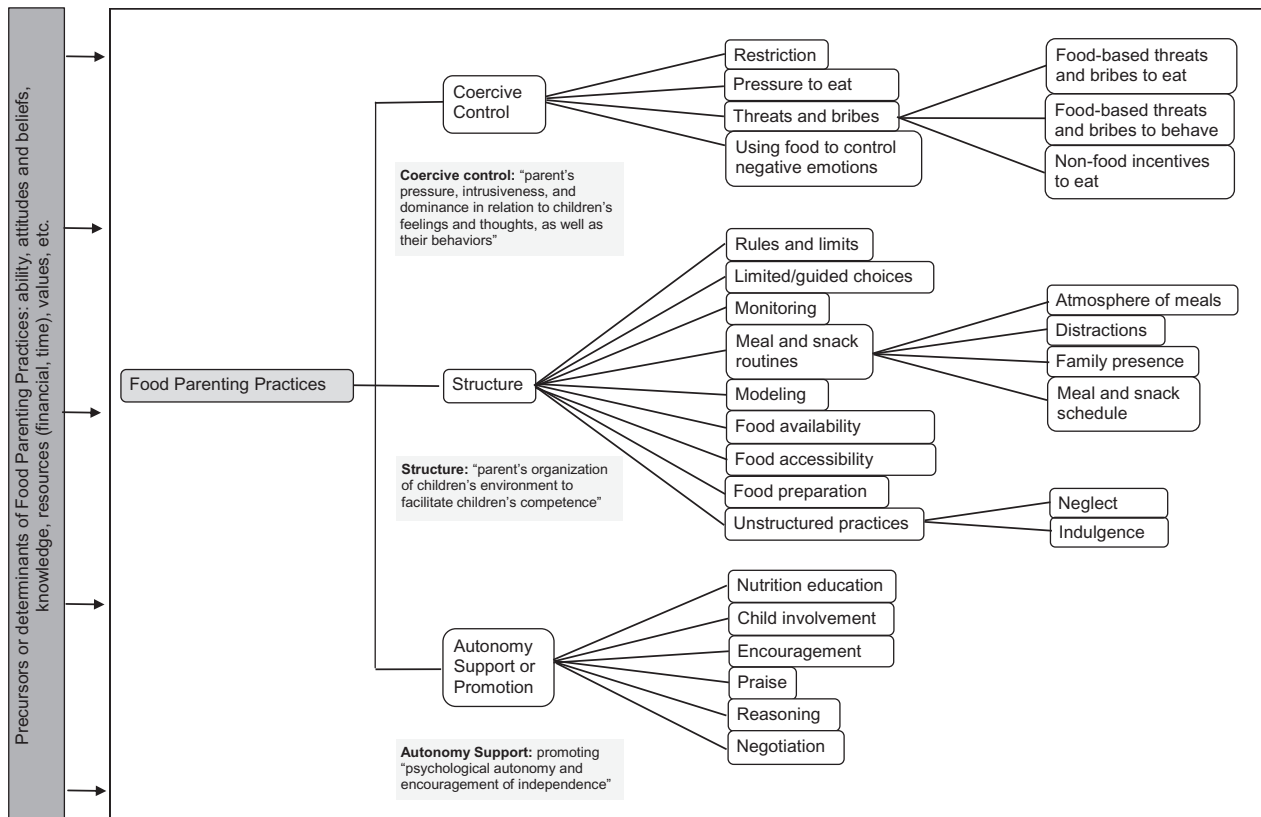 Precursors or determinants of Food Parenting Practices: ability, attitudes and beliefs,
knowledge, resources (financial, time), values, etc.
Food Parenting Practices
Coercive
Control
Coercive control: “parent’s
pressure, intrusiveness, and
dominance in relation to children’s
feelings and thoughts, as well as
their behaviors”
Restriction
Pressure to eat
Threats and bribes
Using food to control
negative emotions
Food-based threats
and bribes to eat
Food-based threats
and bribes to behave
Non-food incentives
to eat
Structure
Structure: “parent’s organization
of children’s environment to
facilitate children’s competence”
Rules and limits
Limited/guided choices
Monitoring
Meal and snack
routines
Modeling
Food availability
Food accessibility
Food preparation
Unstructured practices
Atmosphere of meals
Distractions
Family presence
Meal and snack
schedule
Neglect
Indulgence
Autonomy
Support or
Promotion
Autonomy Support: promoting
“psychological autonomy and
encouragement of independence”
Nutrition education
Child involvement
Encouragement
Praise
Reasoning
Negotiation